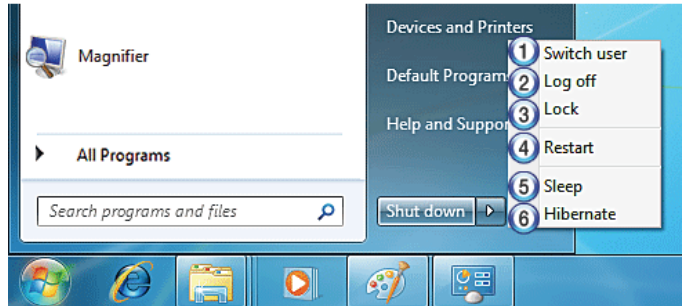 Devices and Printers
Magnifier
Default Program
Help and Suppor
All Programs
Search programs and files
Shut down
1 Switch user
2 Log off
3 Lock
4 Restart
5 Sleep
6 Hibernate